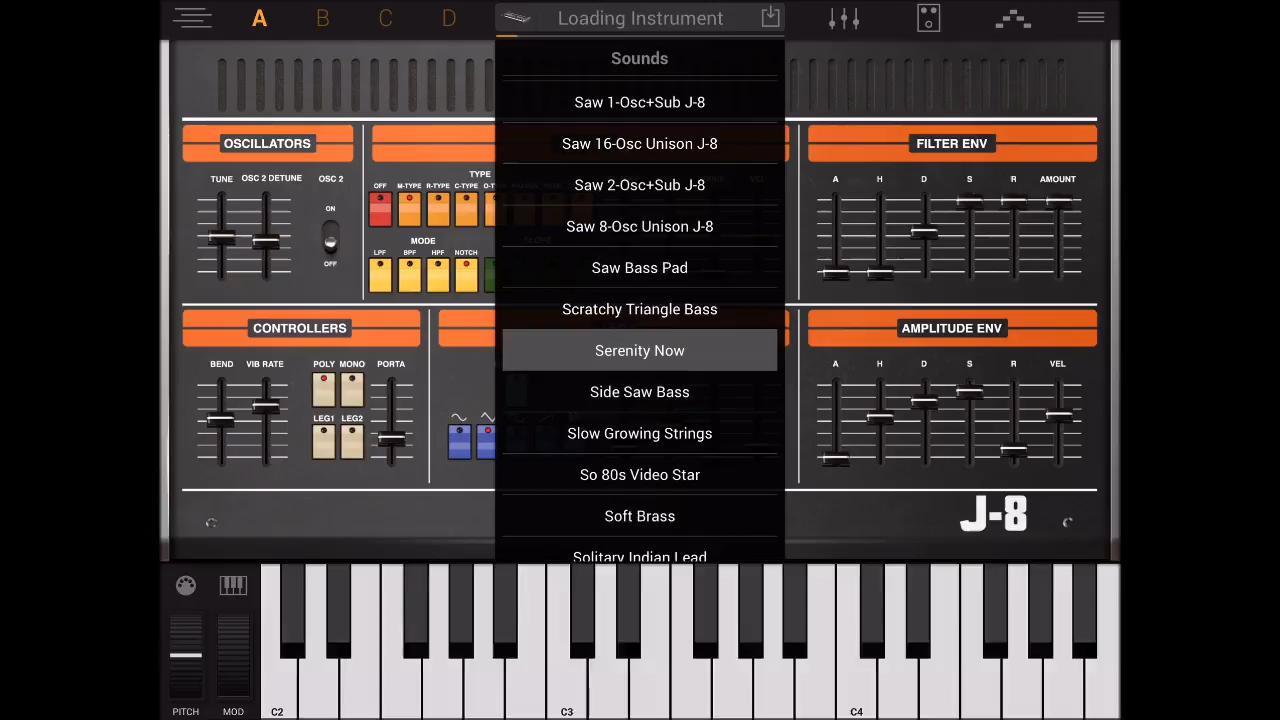 A B C D Loading Instrument
Sounds
Saw 1-Osc+Sub J-8
Saw 16-Osc Unison J-8
Saw 2-Osc+Sub J-8
Saw 8-Osc Unison J-8
Saw Bass Pad
Scratchy Triangle Bass
Serenity Now
Side Saw Bass
Slow Growing Strings
So 80s Video Star
Soft Brass
Solitary Indian Lead
OSCILLATORS
TUNE OSC 2 DETUNE OSC 2
ON
OFF
TYPE
OFF M-TYPE R-TYPE C-TYPE
MODE
LPF BPF HPF NOTCH
FILTER ENV
A H D S R AMOUNT
CONTROLLERS
BEND VIB RATE POLY MONO PORTA
LEG1 LEG2
AMPLITUDE ENV
A H D S R VEL
J-8
PITCH MOD C2 C3 C4